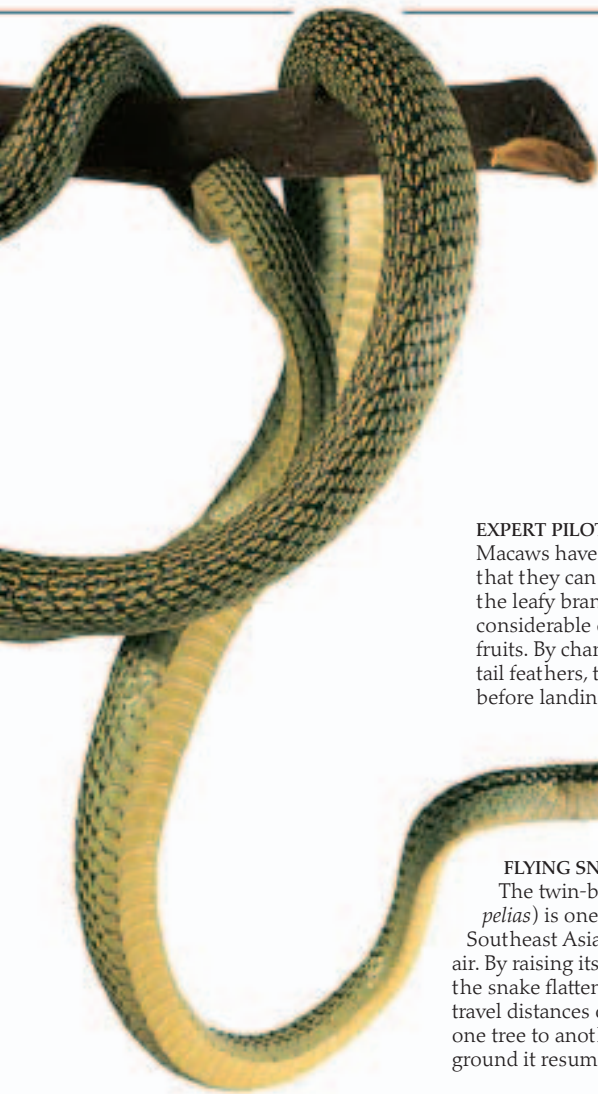 EXPERT PILOT
Macaws have
that they can
the leafy bran
considerable
fruits. By chan
tail feathers, t
before landin
FLYING SN
The twin-b
pelias) is one
Southeast Asia
air. By raising its
the snake flatten
travel distances
one tree to anoth
ground it resum